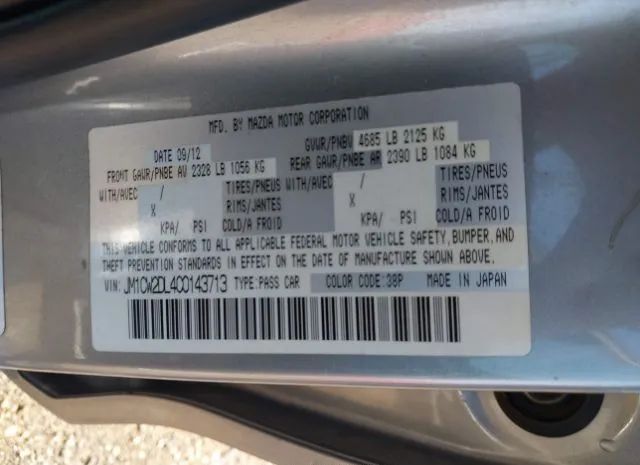 MFD. BY MAZDA MOTOR CORPORATION
DATE 09/12 GVWR/PNBV 4685 LB 2125 KG
FRONT GAWR/PNBE AV 2328 LB 1056 KG REAR GAWR/PNBE AR 2390 LB 1084 KG
WITH/AVEC / TIRES/PNEUS WITH/AVEC / TIRES/PNEUS
X RIMS/JANTES X RIMS/JANTES
KPA/ PSI COLD/A FROID KPA/ PSI COLD/A FROID
THIS VEHICLE CONFORMS TO ALL APPLICABLE FEDERAL MOTOR VEHICLE SAFETY, BUMPER, AND
THEFT PREVENTION STANDARDS IN EFFECT ON THE DATE OF MANUFACTURE SHOWN ABOVE.
VIN: JM1CW2DL4C0143713 TYPE:PASS CAR COLOR CODE:38P MADE IN JAPAN